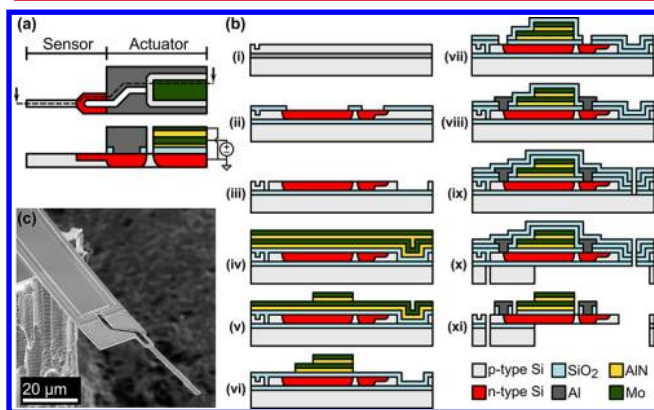 (a)
Sensor
Actuator
(b)
(i)
(ii)
(iii)
(iv)
(v)
(vi)
(vii)
(viii)
(ix)
(x)
(xi)
p-type Si
SiO2
AlN
n-type Si
Al
Mo
(c)
20 μm